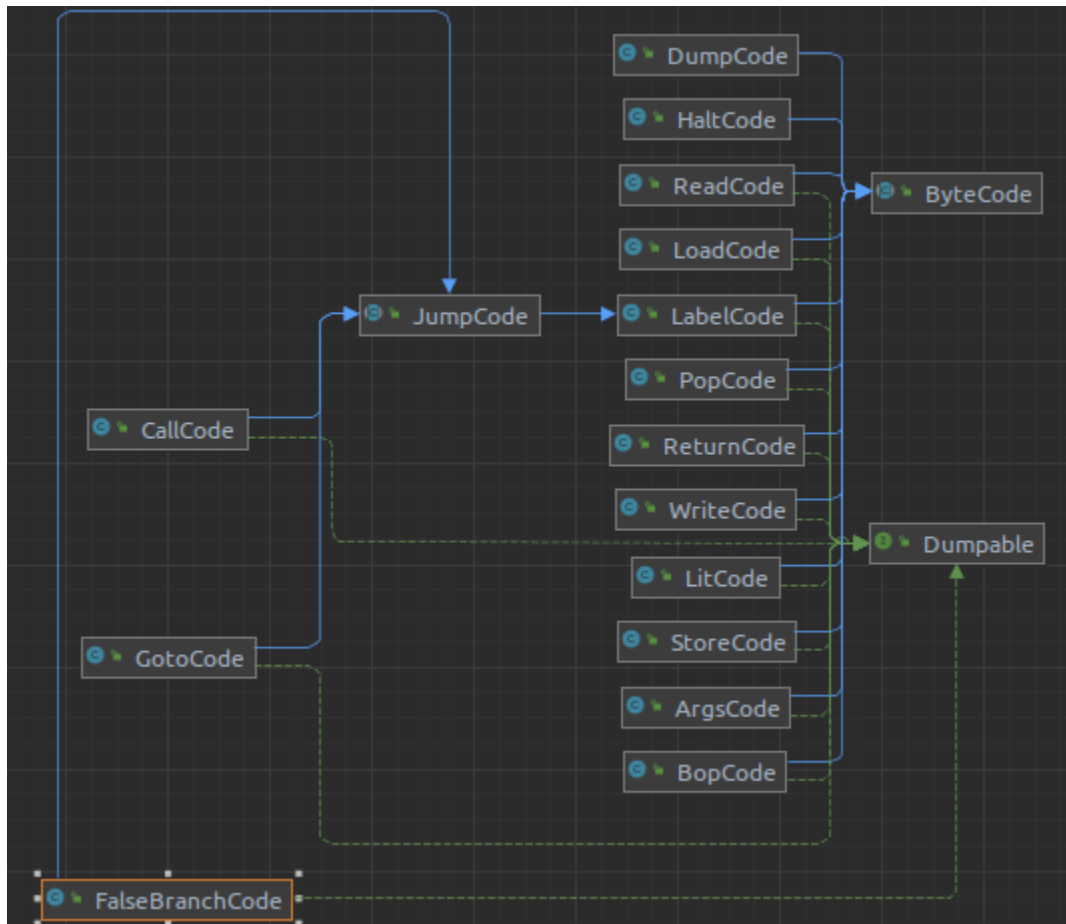 DumpCode
HaltCode
ReadCode
ByteCode
LoadCode
JumpCode
LabelCode
PopCode
CallCode
ReturnCode
WriteCode
Dumpable
LitCode
StoreCode
GotoCode
ArgsCode
BopCode
FalseBranchCode